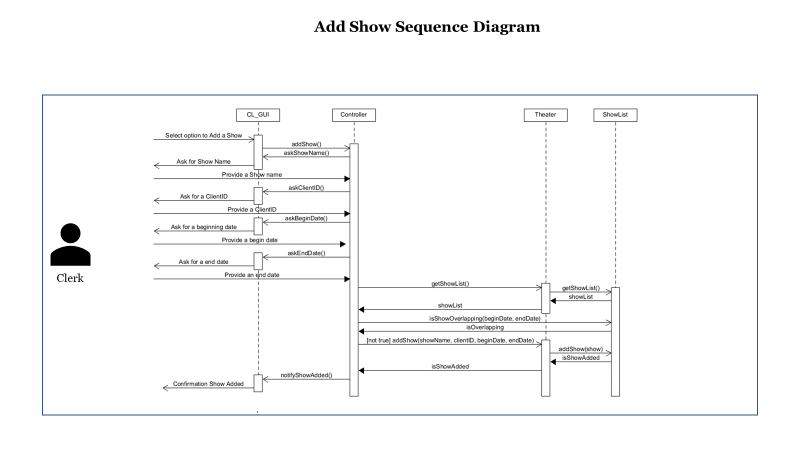 Add Show Sequence Diagram
CL_GUI
Controller
Theater
ShowList
Select option to Add a Show
addShow()
askShowName()
Ask for Show Name
Provide a Show name
askClientID()
Ask for a ClientID
Provide a ClientID
askBeginDate()
Ask for a beginning date
Provide a begin date
askEndDate()
Ask for a end date
Provide an end date
Clerk
getShowList()
getShowList()
showList
showList
isShowOverlapping(beginDate, endDate)
isOverlapping
[not true] addShow(showName, clientID, beginDate, endDate)
addShow(show)
isShowAdded
isShowAdded
notifyShowAdded()
Confirmation Show Added